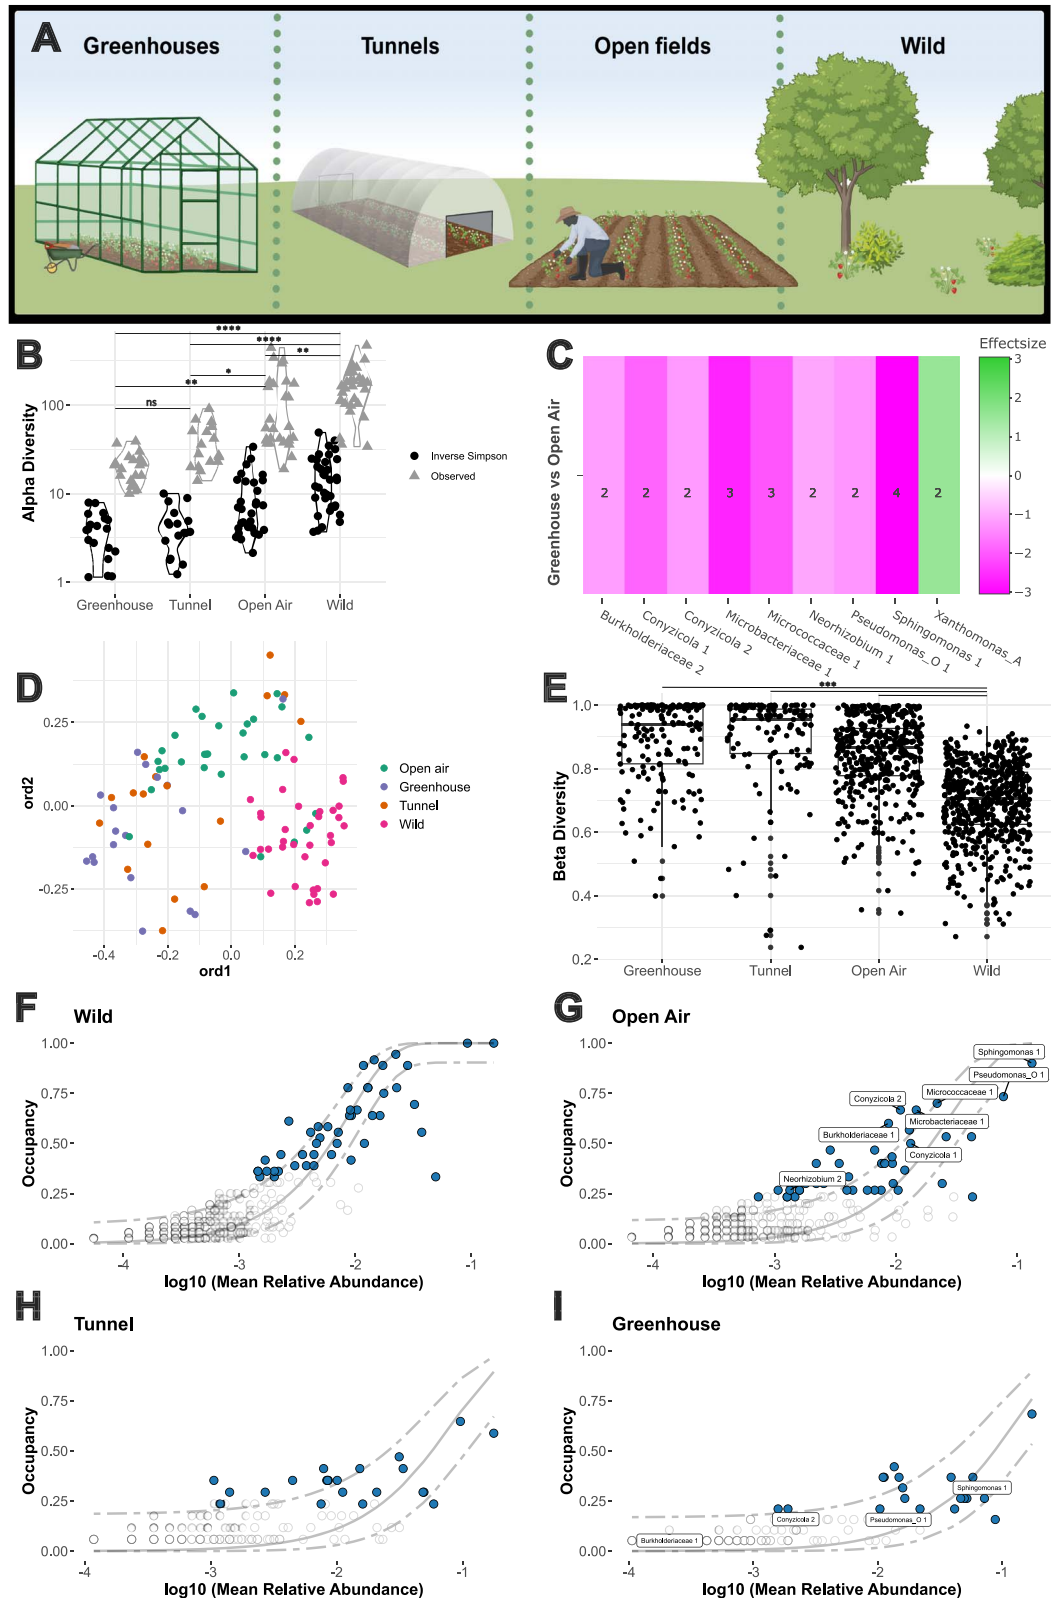 A
Greenhouses
Tunnels
Open fields
Wild
B
****
****
**
*
**
ns
Alpha Diversity
100
10
1
Greenhouse
Tunnel
Open Air
Wild
Inverse Simpson
Observed
C
Greenhouse vs Open Air
2
2
2
3
3
2
2
4
2
Burkholderiaceae 2
Conyzicola 1
Conyzicola 2
Microbacteriaceae 1
Micrococcaceae 1
Neorhizobium 1
Pseudomonas_O 1
Sphingomonas 1
Xanthomonas_A
Effectsize
3
2
1
0
−1
−2
−3
D
ord2
0.25
0.00
-0.25
-0.4
-0.2
0.0
0.2
ord1
Open air
Greenhouse
Tunnel
Wild
E
***
Beta Diversity
1.0
0.8
0.6
0.4
0.2
Greenhouse
Tunnel
Open Air
Wild
F
Wild
Occupancy
1.00
0.75
0.50
0.25
0.00
-4
-3
-2
-1
log10 (Mean Relative Abundance)
G
Open Air
Occupancy
1.00
0.75
0.50
0.25
0.00
Sphingomonas 1
Pseudomonas_O 1
Micrococcaceae 1
Conyzicola 2
Microbacteriaceae 1
Burkholderiaceae 1
Conyzicola 1
Neorhizobium 2
-4
-3
-2
-1
log10 (Mean Relative Abundance)
H
Tunnel
Occupancy
1.00
0.75
0.50
0.25
0.00
-4
-3
-2
-1
log10 (Mean Relative Abundance)
I
Greenhouse
Occupancy
1.00
0.75
0.50
0.25
0.00
Sphingomonas 1
Conyzicola 2
Pseudomonas_O 1
Burkholderiaceae 1
-4
-3
-2
-1
log10 (Mean Relative Abundance)